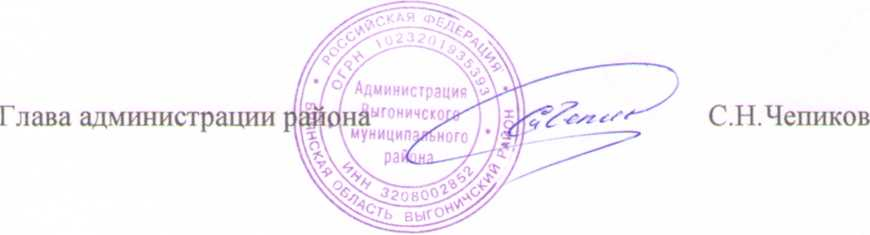 Глава администрации района
С.Н.Чепиков
РОССИЙСКАЯ ФЕДЕРАЦИЯ * БРЯНСКАЯ ОБЛАСТЬ ВЫГОНИЧСКИЙ РАЙОН *
ОГРН 1023201935393 * ИНН 3208002852
Администрация
Выгоничского
муниципального
района